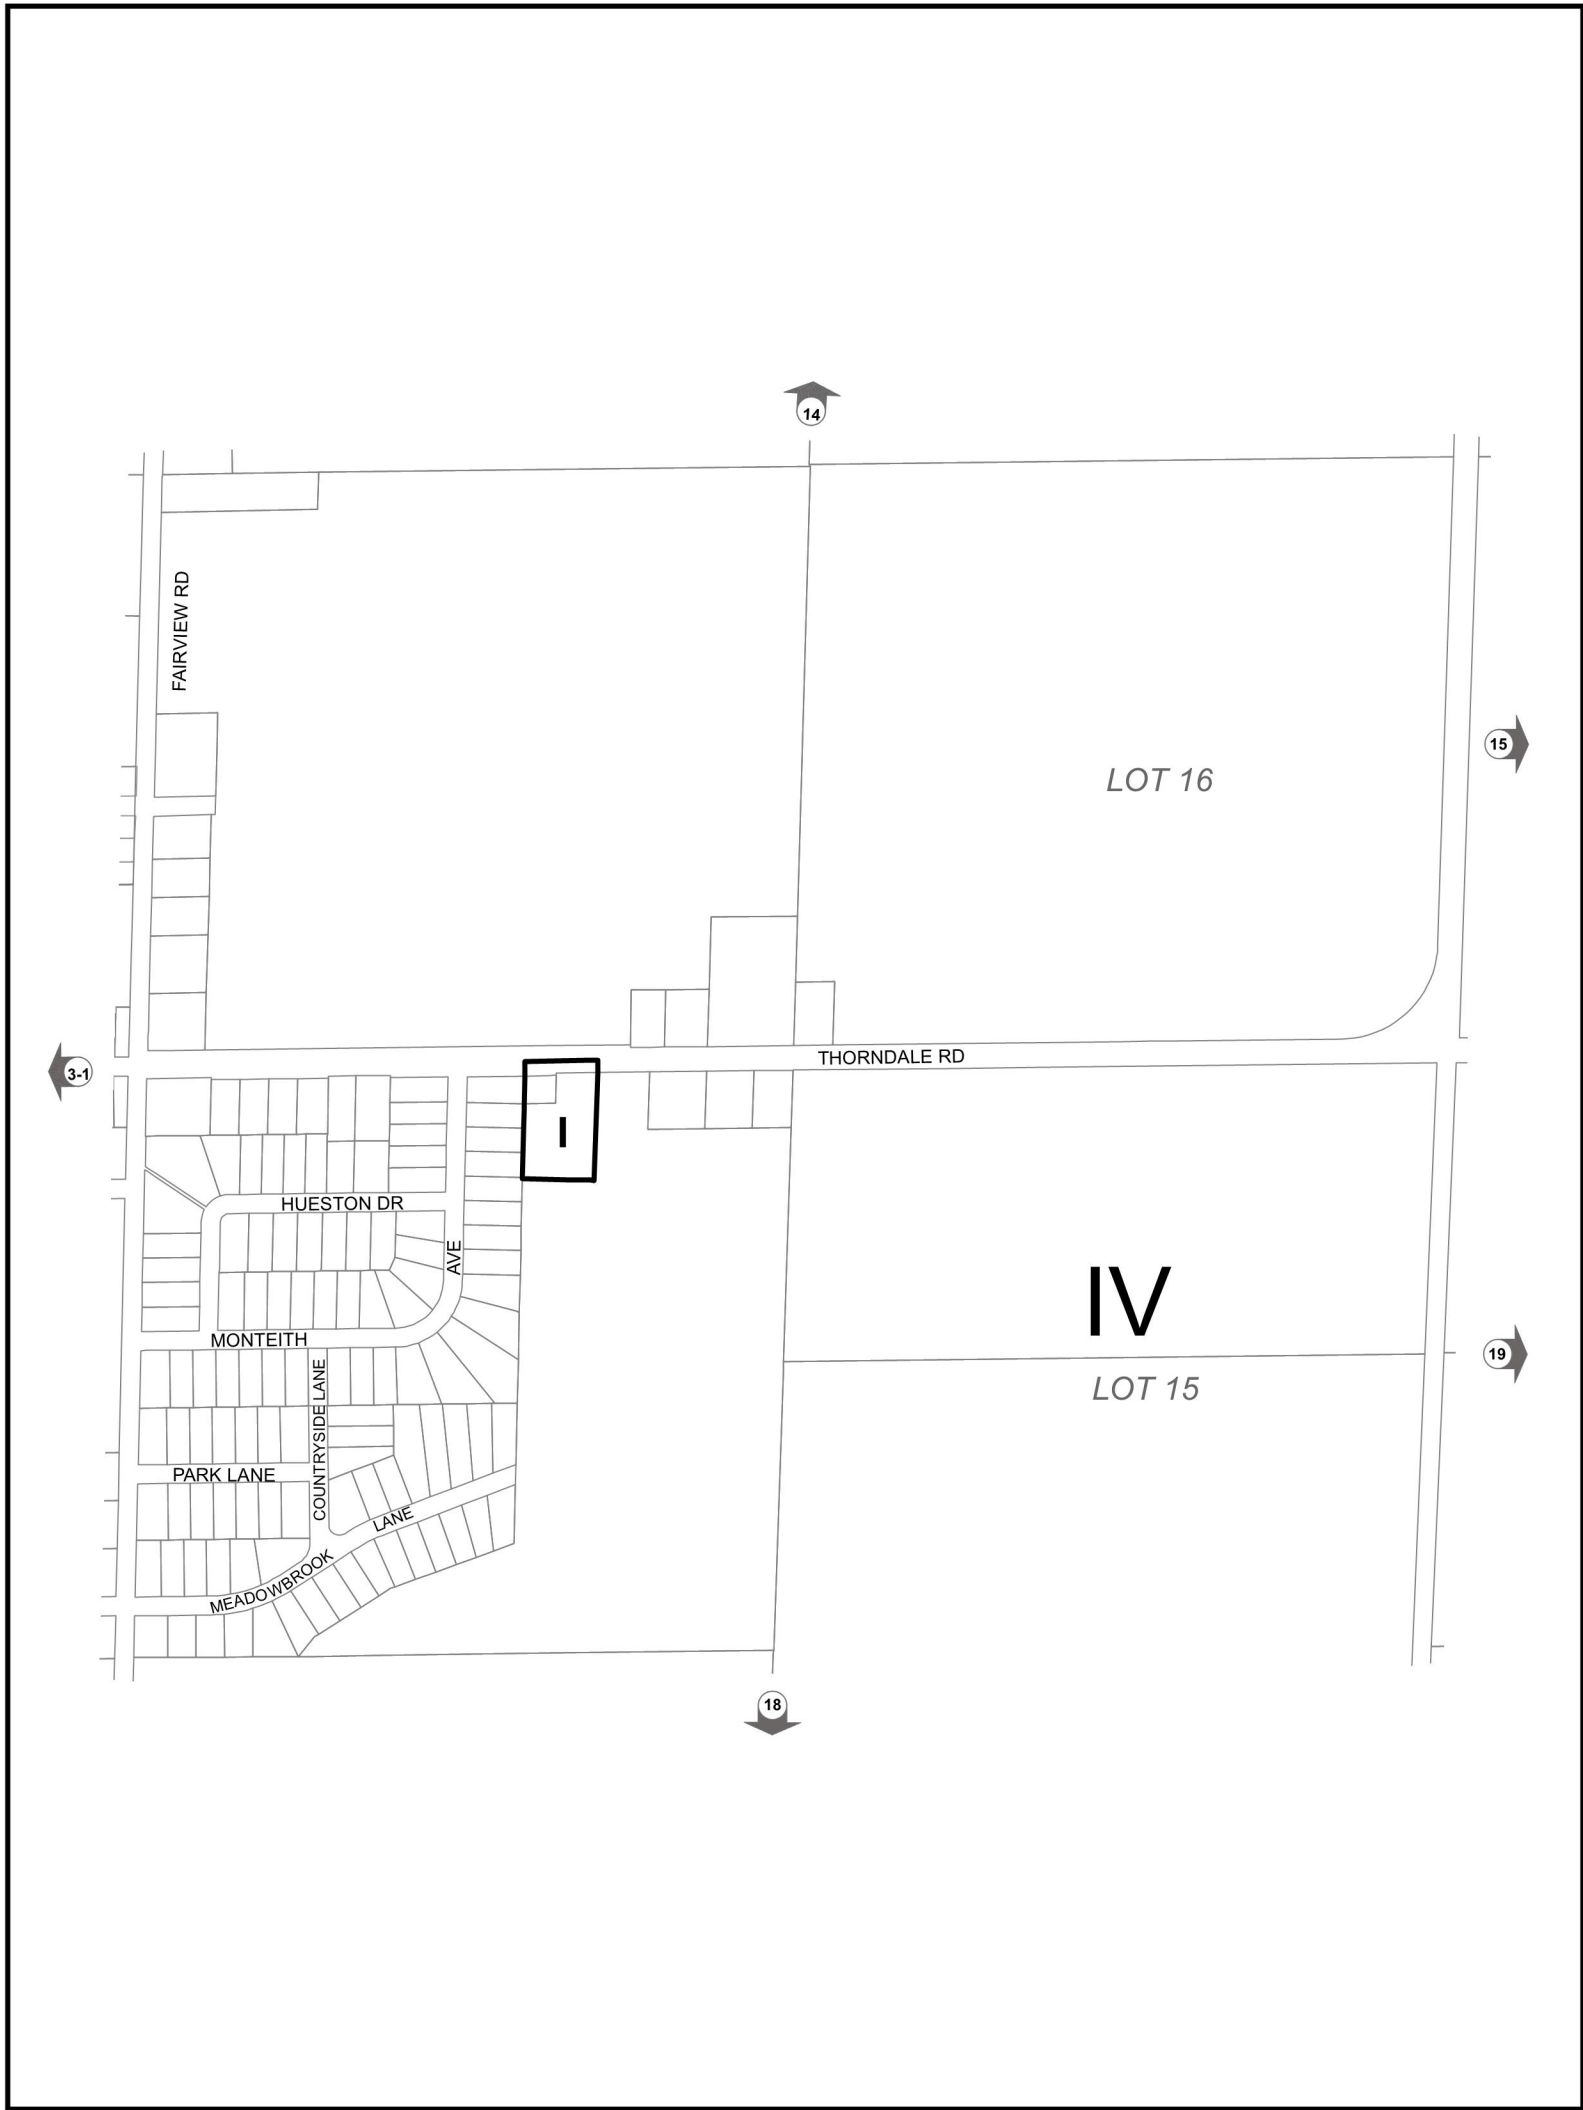 14
FAIRVIEW RD
15
LOT 16
THORNDALE RD
3-1
I
HUESTON DR
AVE
IV
MONTEITH
19
LOT 15
COUNTRYSIDE LANE
PARK LANE
LANE
MEADOWBROOK
18